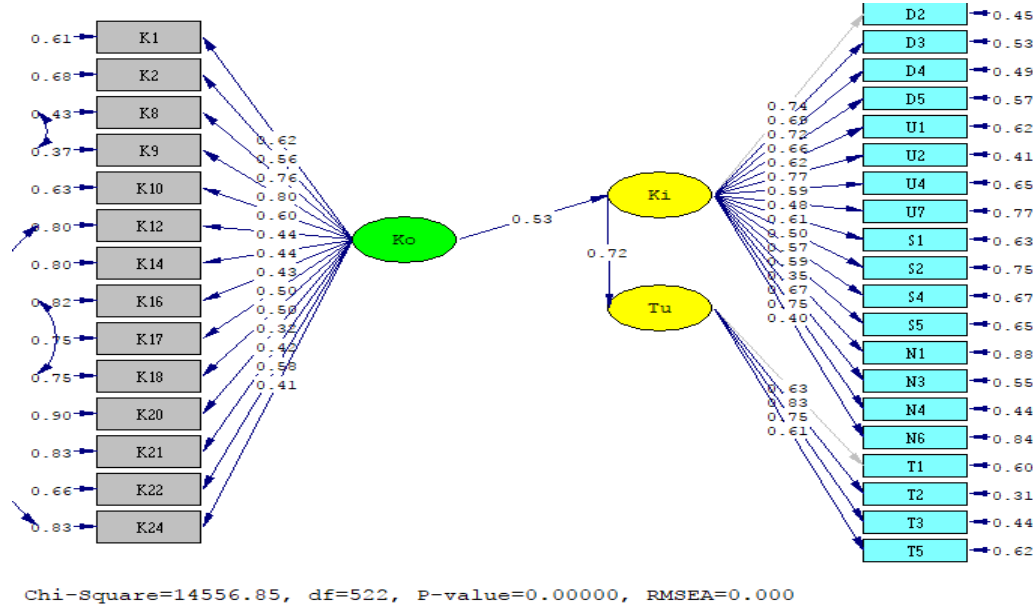 0.61 K1
0.68 K2
0.43 K8
0.37 K9
0.63 K10
0.80 K12
0.80 K14
0.82 K16
0.75 K17
0.75 K18
0.90 K20
0.83 K21
0.66 K22
0.83 K24
0.62
0.56
0.76
0.80
0.60
0.44
0.44
0.43
0.50
0.50
0.32
0.58
0.41
Ko
0.53
Ki
0.72
Tu
0.74
0.69
0.72
0.66
0.62
0.77
0.59
0.48
0.61
0.50
0.57
0.59
0.35
0.67
0.75
0.40
0.63
0.83
0.75
0.61
D2 0.45
D3 0.53
D4 0.49
D5 0.57
U1 0.62
U2 0.41
U4 0.65
U7 0.77
S1 0.63
S2 0.75
S4 0.67
S5 0.65
N1 0.88
N3 0.55
N4 0.44
N6 0.84
T1 0.60
T2 0.31
T3 0.44
T5 0.62
Chi-Square=14556.85, df=522, P-value=0.00000, RMSEA=0.000